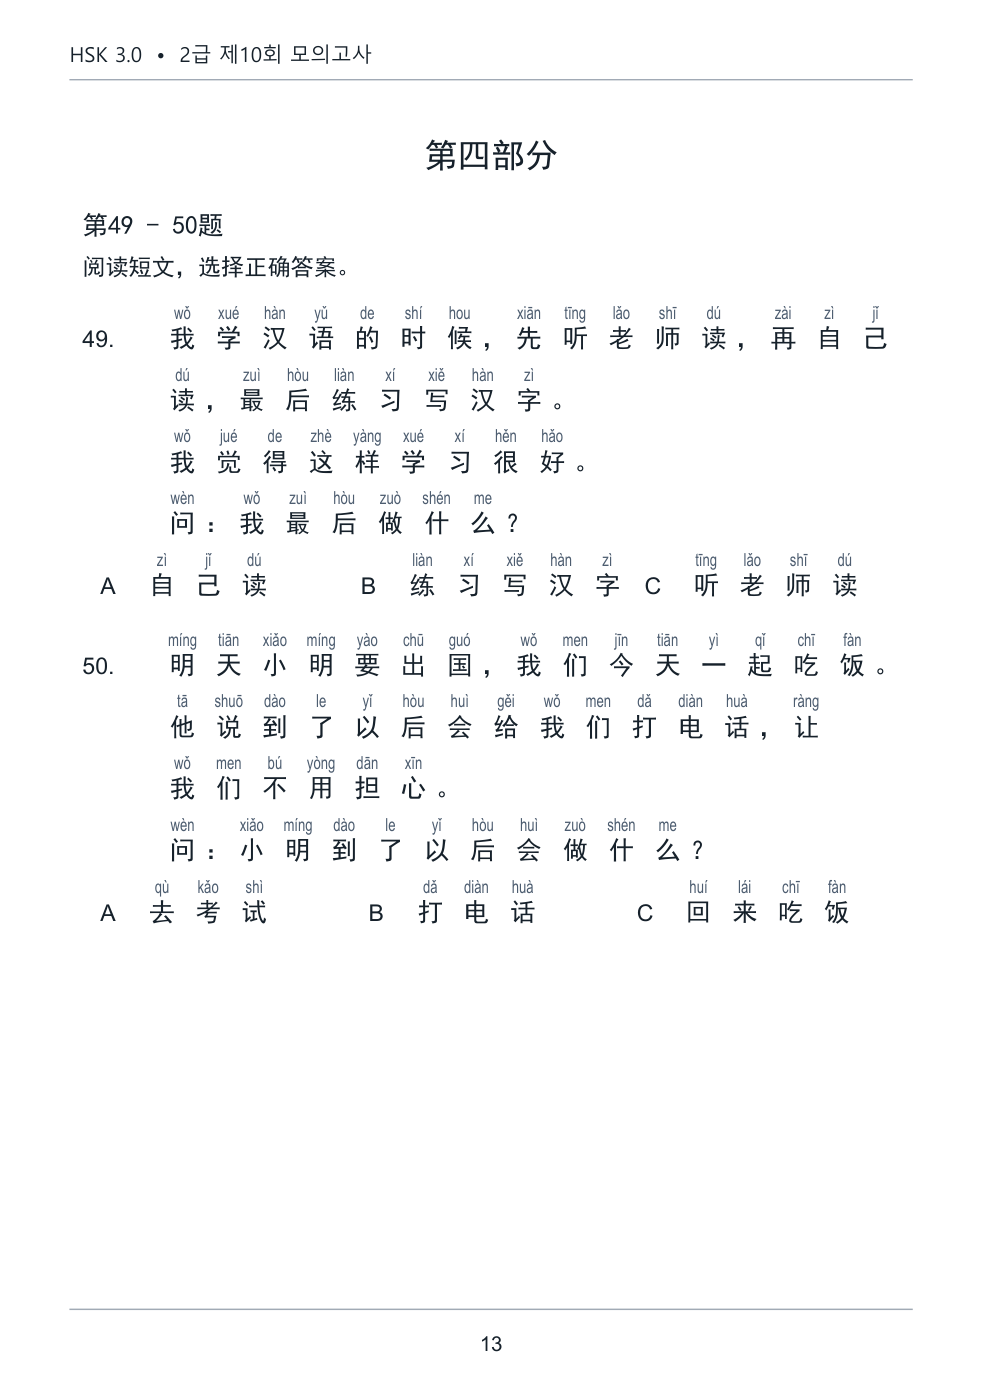 HSK 3.0 • 2급 제10회 모의고사
第四部分
第49 － 50题
阅读短文，选择正确答案。
wǒ xué hàn yǔ de shí hou xiān tīng lǎo shī dú zài zì jǐ
49. 我学汉语的时候，先听老师读，再自己
dú zuì hòu liàn xí xiě hàn zì
读，最后练习写汉字。
wǒ jué de zhè yàng xué xí hěn hǎo
我觉得这样学习很好。
wèn wǒ zuì hòu zuò shén me
问：我最后做什么？
zì jǐ dú liàn xí xiě hàn zì tīng lǎo shī dú
A 自己读 B 练习写汉字 C 听老师读
míng tiān xiǎo míng yào chū guó wǒ men jīn tiān yì qǐ chī fàn
50. 明天小明要出国，我们今天一起吃饭。
tā shuō dào le yǐ hòu huì gěi wǒ men dǎ diàn huà ràng
他说到了以后会给我们打电话，让
wǒ men bú yòng dān xīn
我们不用担心。
wèn xiǎo míng dào le yǐ hòu huì zuò shén me
问：小明到了以后会做什么？
qù kǎo shì dǎ diàn huà huí lái chī fàn
A 去考试 B 打电话 C 回来吃饭
13